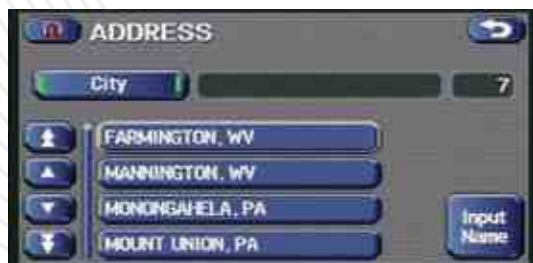 ADDRESS
City 7
FARMINGTON, WV
MANNINGTON, WV
MONONGAHELA, PA
MOUNT UNION, PA
Input
Name